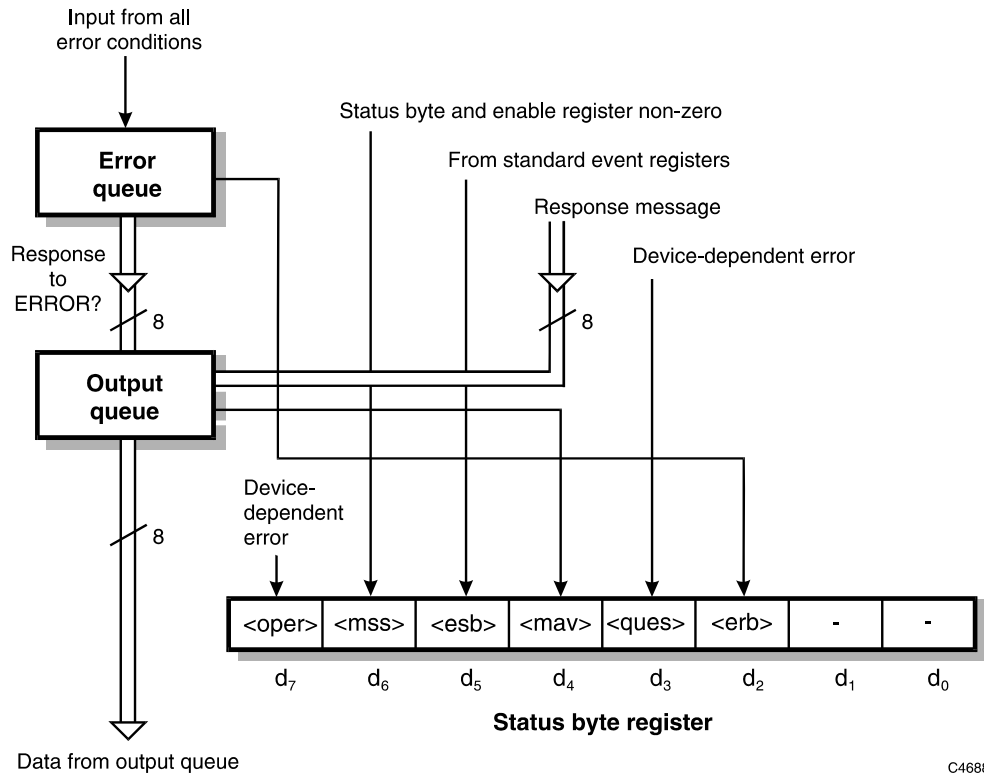 Input from all
error conditions
Status byte and enable register non-zero
Error
queue
From standard event registers
Response message
Response
to
ERROR?
Device-dependent error
8
8
Output
queue
Device-
dependent
error
8
<oper> <mss> <esb> <mav> <ques> <erb> - -
d₇ d₆ d₅ d₄ d₃ d₂ d₁ d₀
Status byte register
Data from output queue
C4688